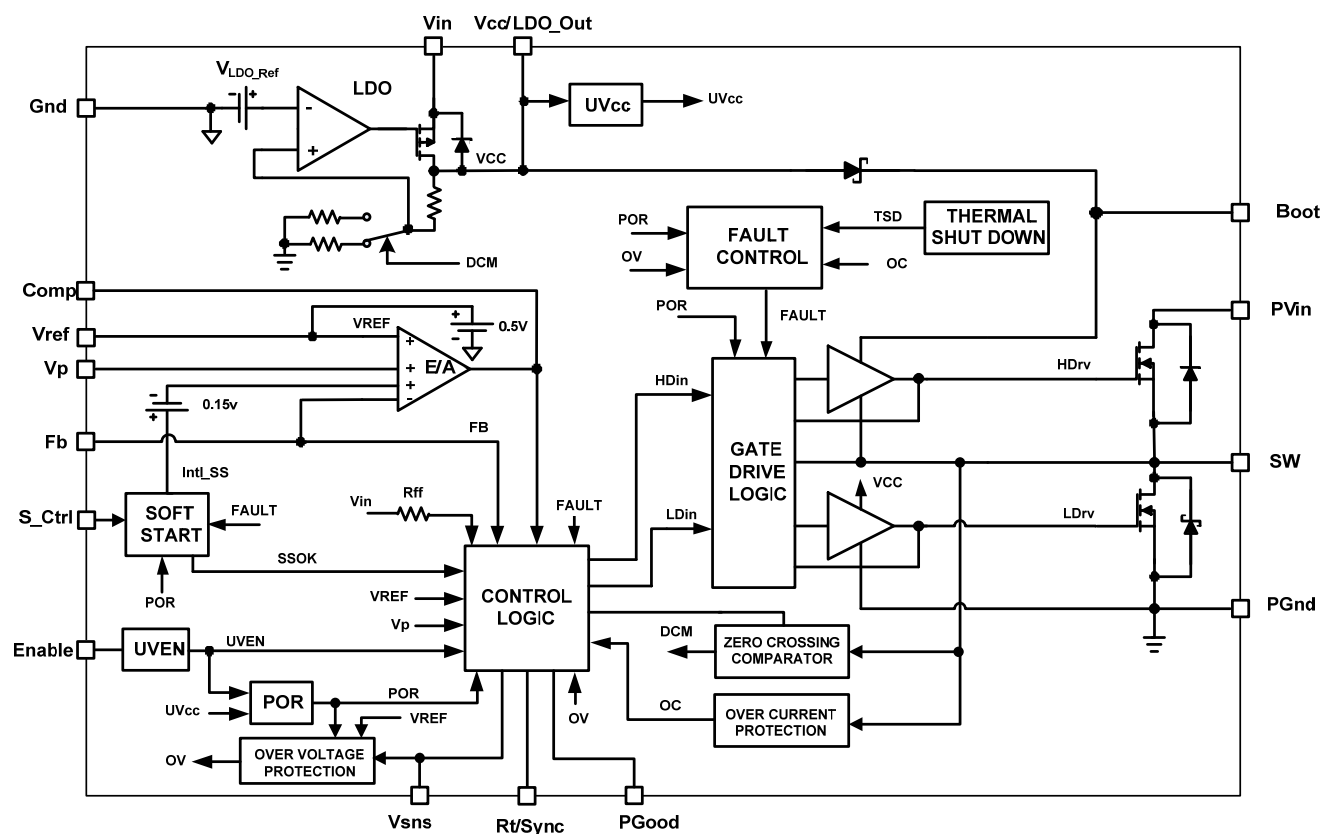 Vin
Vcc/LDO_Out
VLDO_Ref
LDO
- +
-
+
Gnd
UVcc
UVcc
VCC
Boot
POR
OV
FAULT
CONTROL
TSD
OC
THERMAL
SHUT DOWN
DCM
Comp
Vref
VREF
+
-
0.5V
POR
FAULT
PVin
Vp
+
+
+
-
E/A
-
+
0.15v
HDin
HDrv
Fb
FB
Intl_SS
GATE
DRIVE
LOGIC
SW
VCC
Vin
Rff
FAULT
LDin
LDrv
S_Ctrl
SOFT
START
FAULT
SSOK
POR
VREF
Vp
CONTROL
LOGIC
PGnd
Enable
UVEN
UVEN
DCM
ZERO CROSSING
COMPARATOR
UVcc
POR
POR
VREF
OV
OC
OVER CURRENT
PROTECTION
OV
OVER VOLTAGE
PROTECTION
Vsns
Rt/Sync
PGood